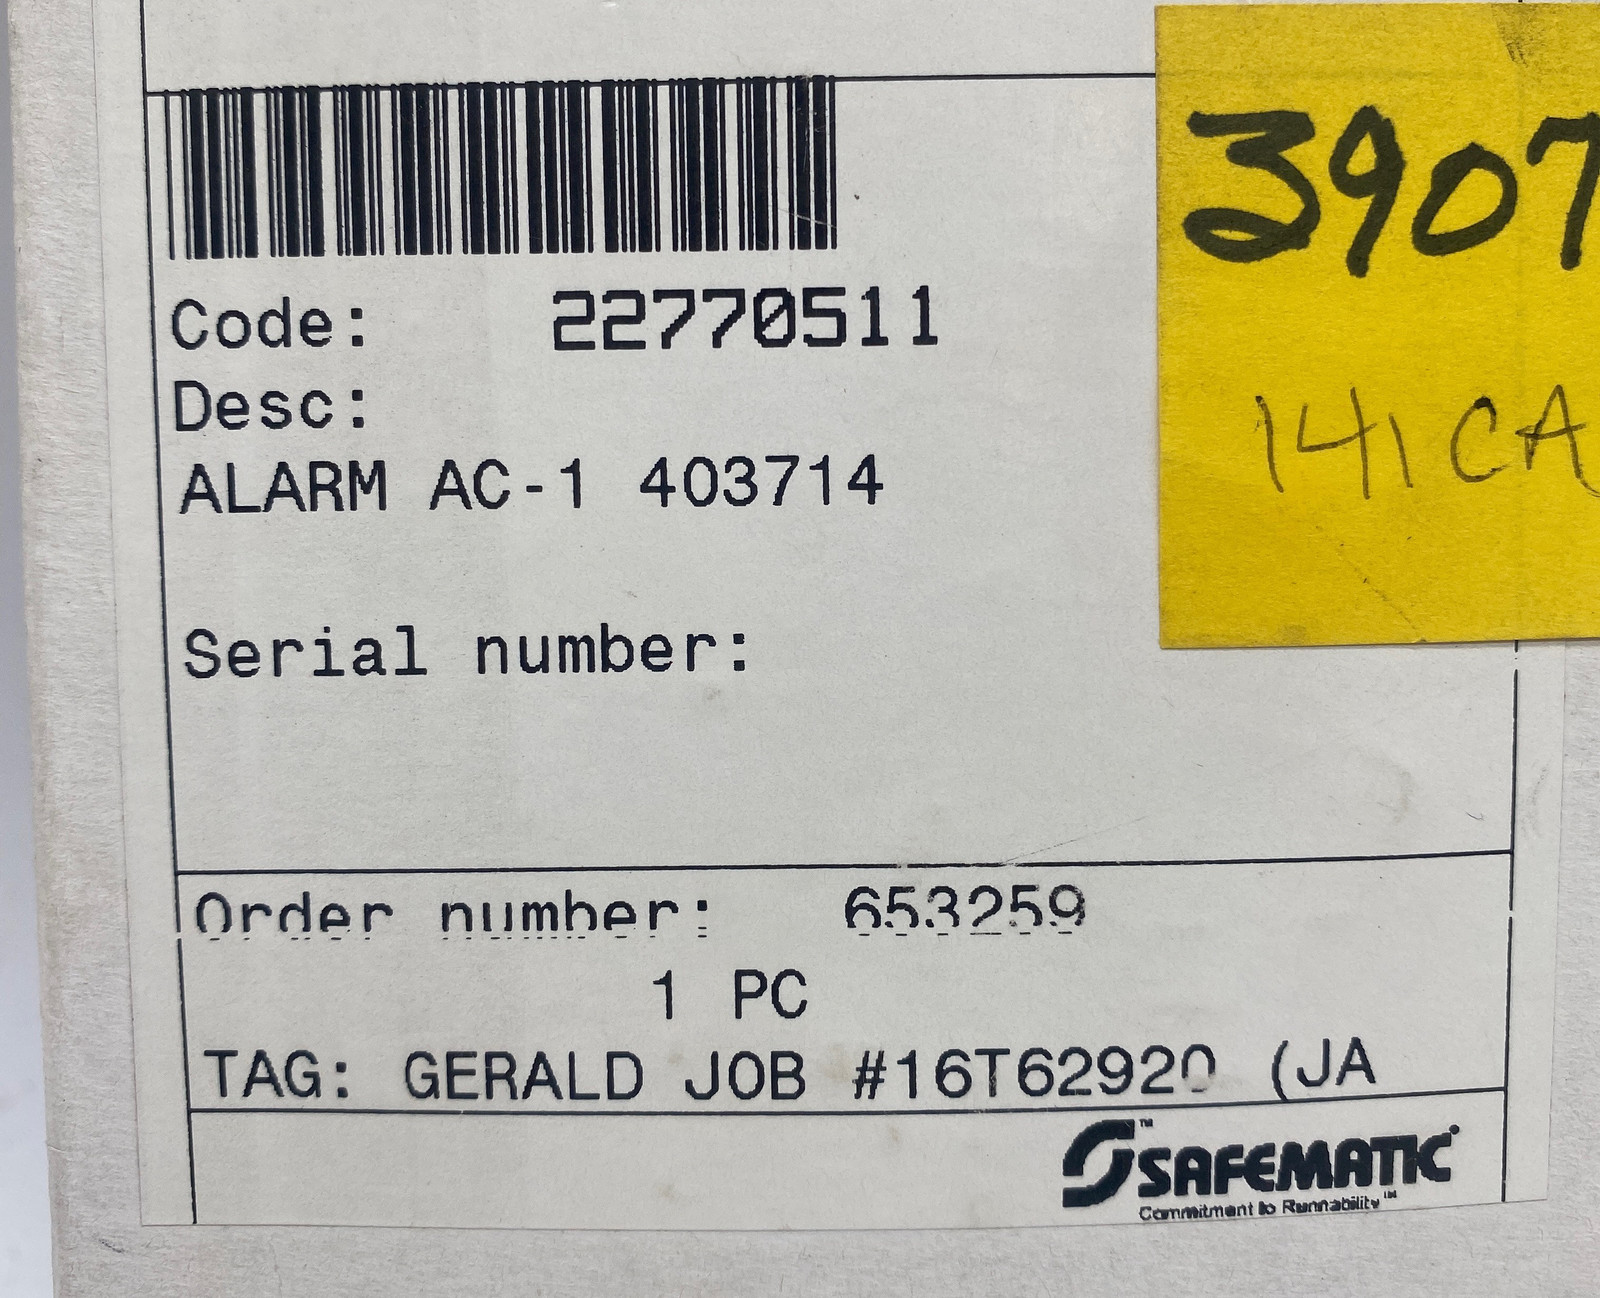 3907
141CA
Code: 22770511
Desc:
ALARM AC-1 403714
Serial number:
Order number: 653259
1 PC
TAG: GERALD JOB #16T62920 (JA
SAFEMATIC
Commitment to Runnability™